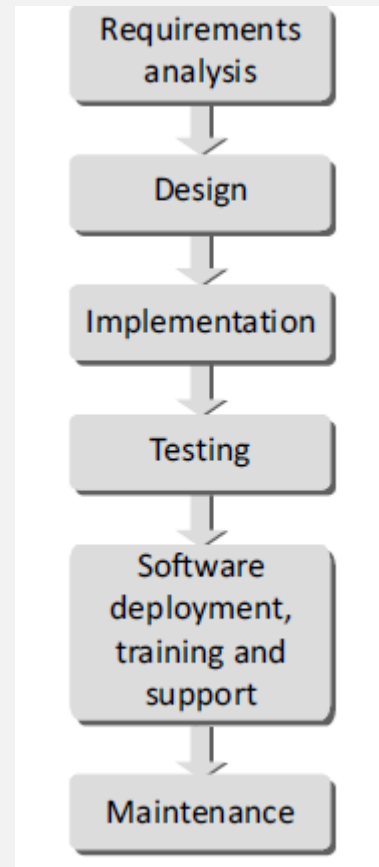 Requirements
analysis
Design
Implementation
Testing
Software
deployment,
training and
support
Maintenance